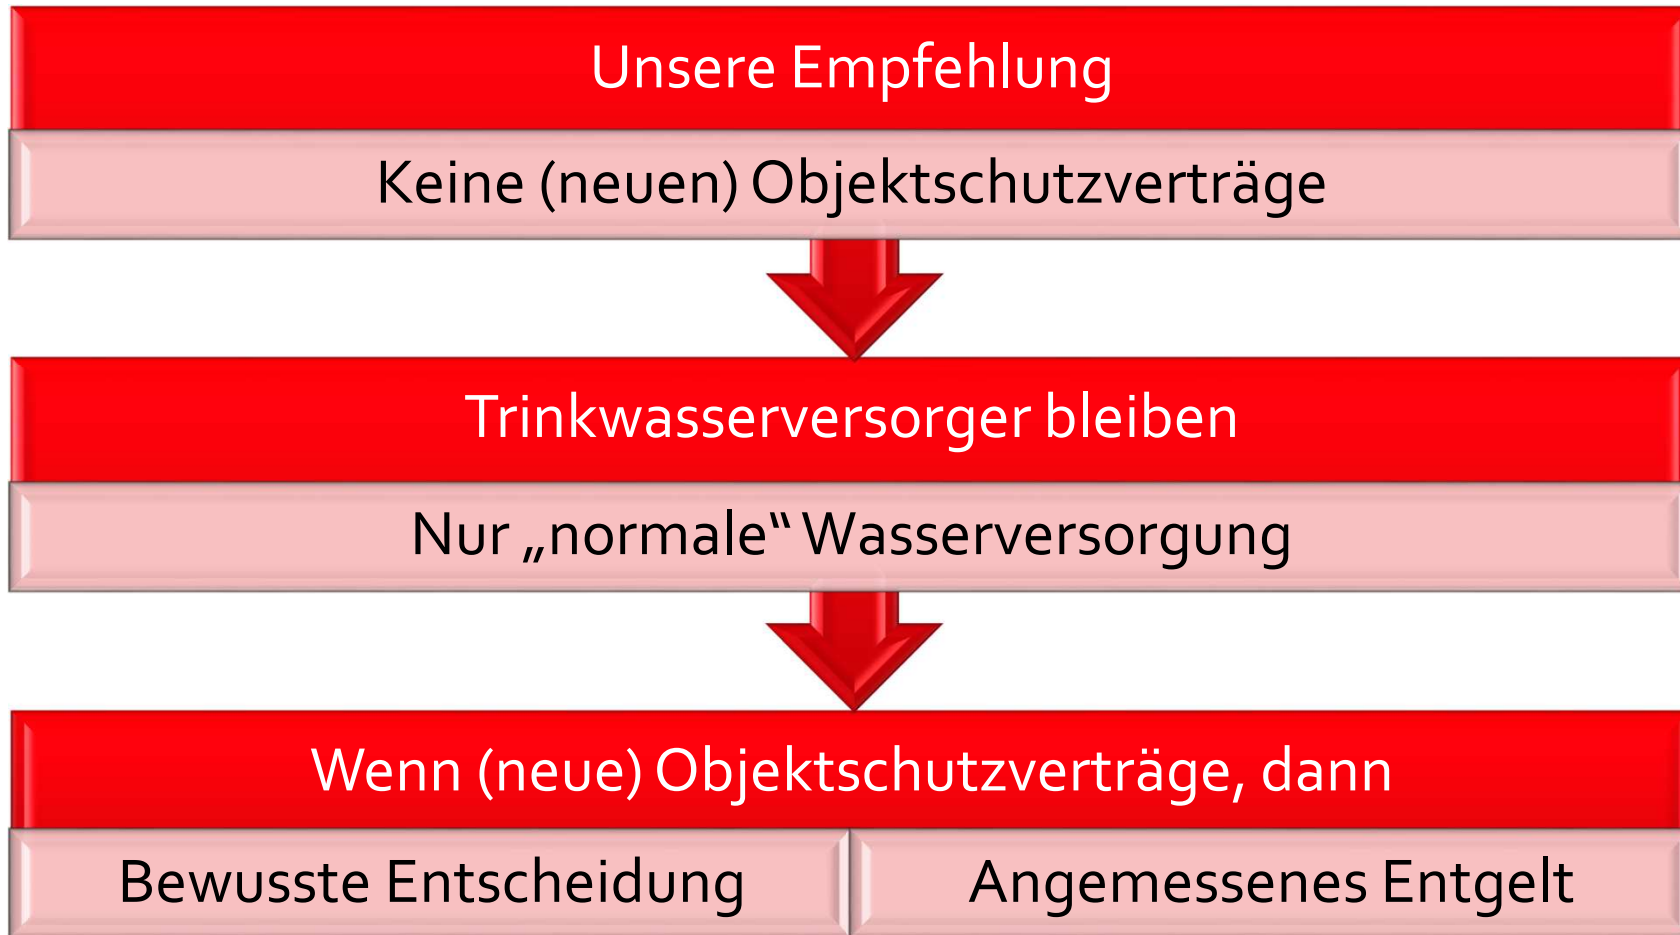 Unsere Empfehlung
Keine (neuen) Objektschutzverträge
Trinkwasserversorger bleiben
Nur „normale“ Wasserversorgung
Wenn (neue) Objektschutzverträge, dann
Bewusste Entscheidung
Angemessenes Entgelt